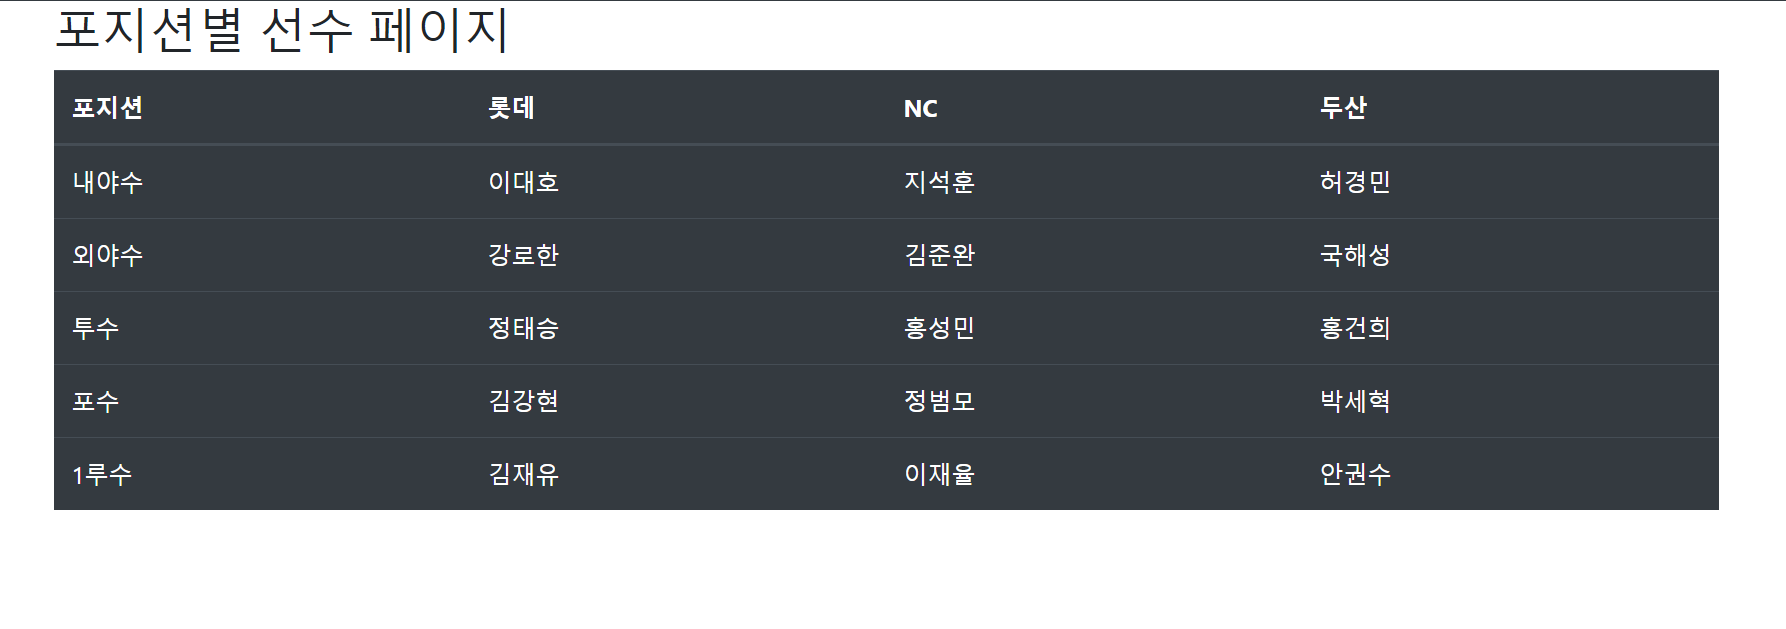 포지션별 선수 페이지
포지션 롯데 NC 두산
내야수 이대호 지석훈 허경민
외야수 강로한 김준완 국해성
투수 정태승 홍성민 홍건희
포수 김강현 정범모 박세혁
1루수 김재유 이재율 안권수